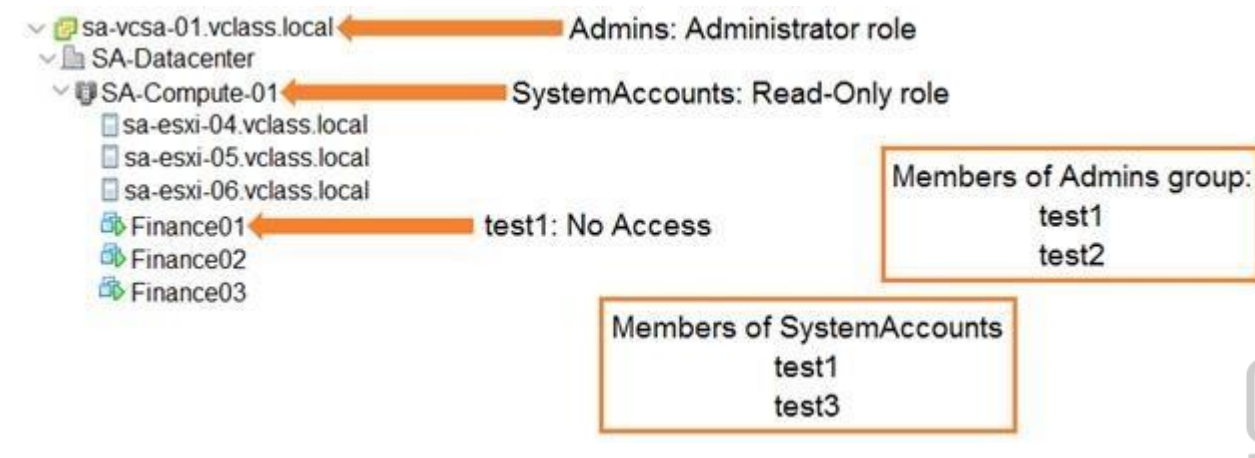 sa-vcsa-01.vclass.local Admins: Administrator role
SA-Datacenter
SA-Compute-01 SystemAccounts: Read-Only role
sa-esxi-04.vclass.local
sa-esxi-05.vclass.local
sa-esxi-06.vclass.local
Finance01 test1: No Access
Finance02
Finance03
Members of Admins group:
test1
test2
Members of SystemAccounts
test1
test3